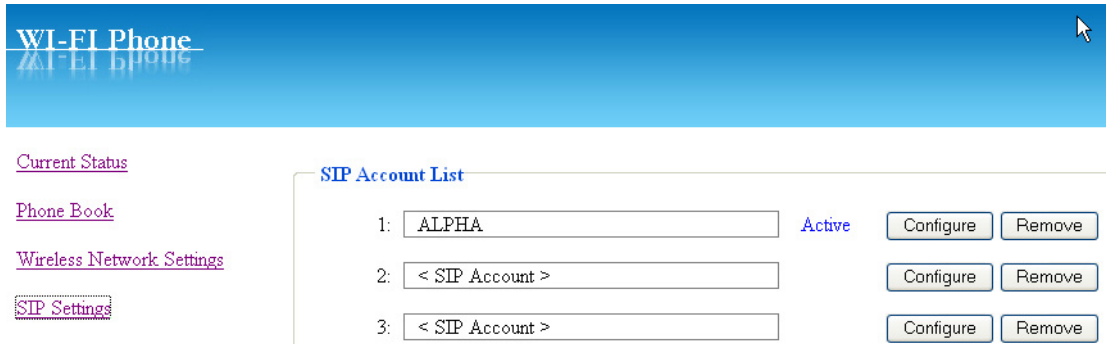 WI-FI Phone
Current Status
Phone Book
Wireless Network Settings
SIP Settings
SIP Account List
1: ALPHA Active Configure Remove
2: < SIP Account > Configure Remove
3: < SIP Account > Configure Remove